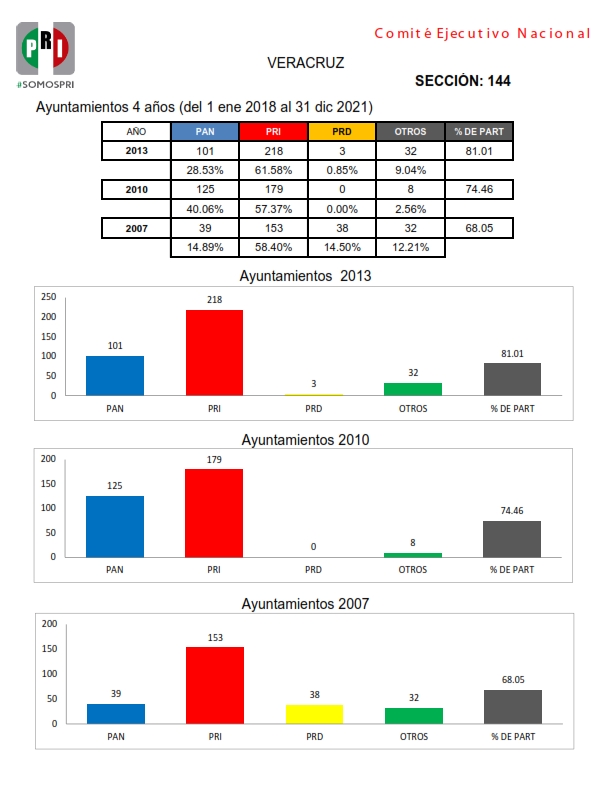 Comité Ejecutivo Nacional
PRI
#SOMOSPRI
VERACRUZ
SECCIÓN: 144
Ayuntamientos 4 años (del 1 ene 2018 al 31 dic 2021)
AÑO PAN PRI PRD OTROS % DE PART
2013 101 218 3 32 81.01
28.53% 61.58% 0.85% 9.04%
2010 125 179 0 8 74.46
40.06% 57.37% 0.00% 2.56%
2007 39 153 38 32 68.05
14.89% 58.40% 14.50% 12.21%
Ayuntamientos 2013
250
200
150
100
50
0
101 218 3 32 81.01
PAN PRI PRD OTROS % DE PART
Ayuntamientos 2010
200
150
100
50
0
125 179 0 8 74.46
PAN PRI PRD OTROS % DE PART
Ayuntamientos 2007
200
150
100
50
0
39 153 38 32 68.05
PAN PRI PRD OTROS % DE PART